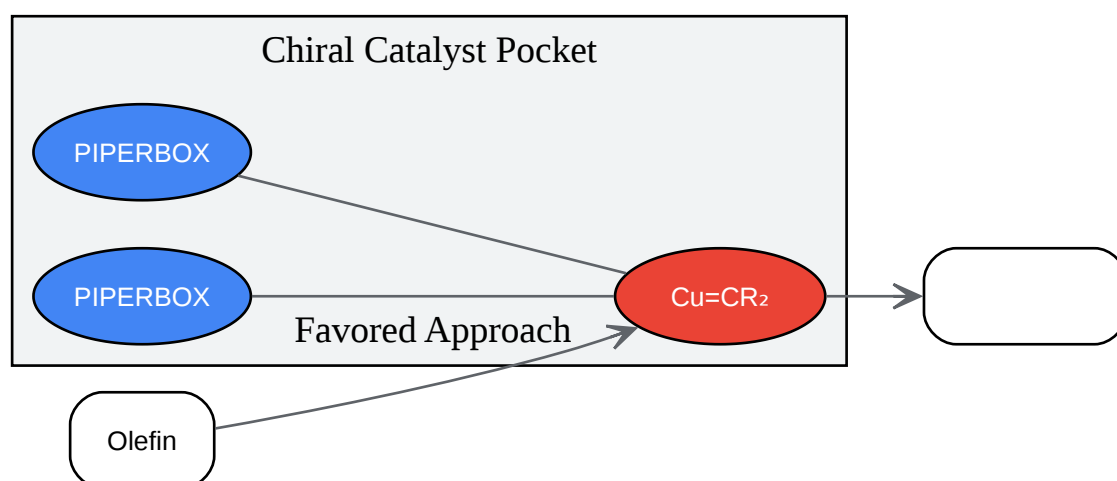 Chiral Catalyst Pocket
PIPERBOX
PIPERBOX
Cu=CR₂
Favored Approach
Olefin